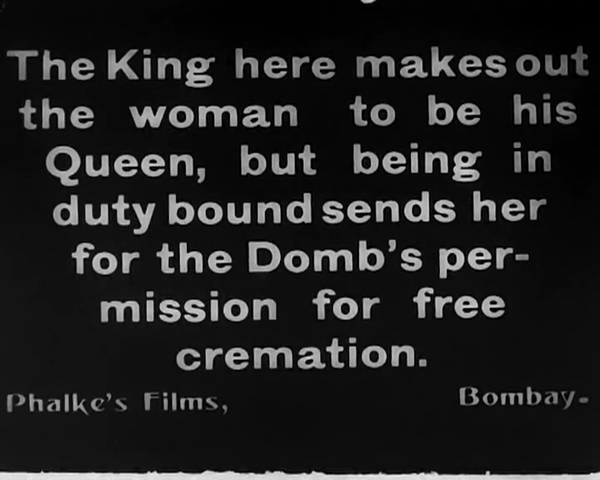 The King here makes out
the woman to be his
Queen, but being in
duty bound sends her
for the Domb's per-
mission for free
cremation.
Phalke's Films, Bombay.